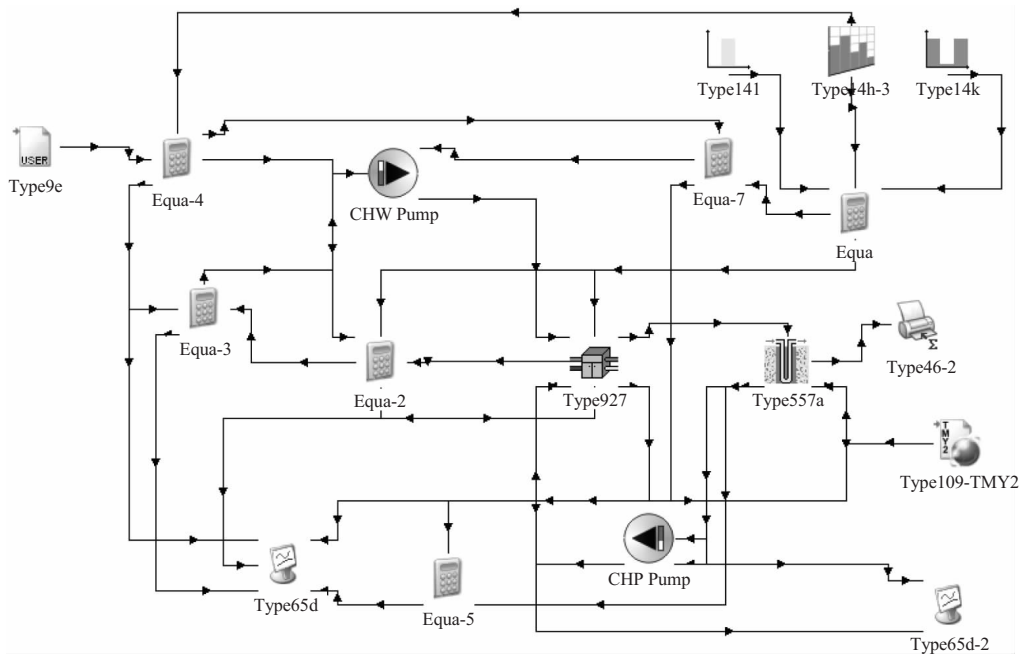 Type141
Type14h-3
Type14k
USER
Type9e
Equa-4
CHW Pump
Equa-7
Equa
Equa-3
Equa-2
Type927
Type557a
Σ
Type46-2
TMY2
Type109-TMY2
Type65d
Equa-5
CHP Pump
Type65d-2